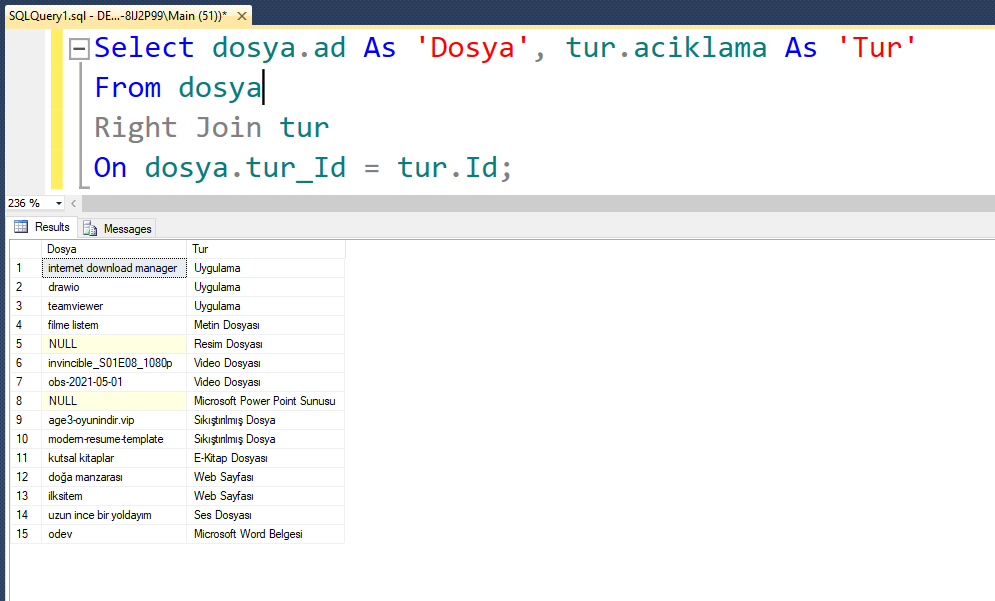 SQLQuery1.sql - DE...-8IJ2P99\Main (51))*
Select dosya.ad As 'Dosya', tur.aciklama As 'Tur'
From dosya
Right Join tur
On dosya.tur_Id = tur.Id;
236 %
Results Messages
Dosya Tur
1 internet download manager Uygulama
2 drawio Uygulama
3 teamviewer Uygulama
4 filme listem Metin Dosyası
5 NULL Resim Dosyası
6 invincible_S01E08_1080p Video Dosyası
7 obs-2021-05-01 Video Dosyası
8 NULL Microsoft Power Point Sunusu
9 age3-oyunindir.vip Sıkıştırılmış Dosya
10 modern-resume-template Sıkıştırılmış Dosya
11 kutsal kitaplar E-Kitap Dosyası
12 doğa manzarası Web Sayfası
13 ilksitem Web Sayfası
14 uzun ince bir yoldayım Ses Dosyası
15 odev Microsoft Word Belgesi